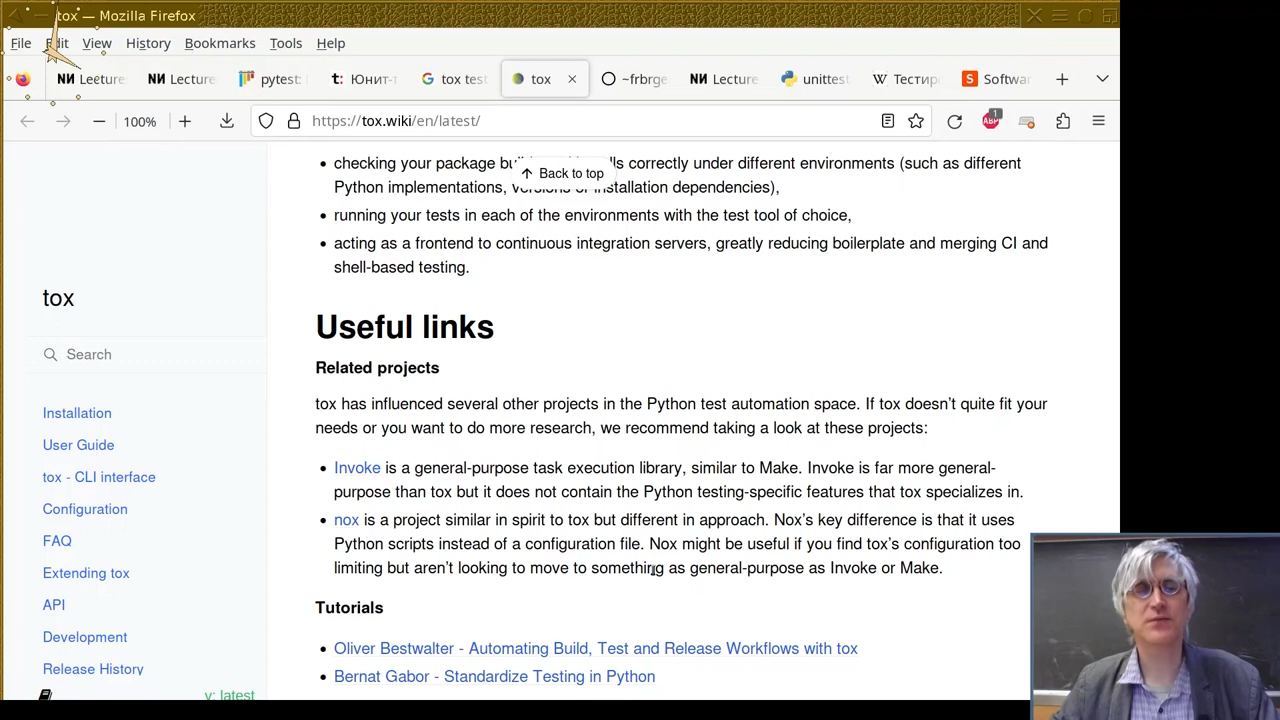 tox — Mozilla Firefox
File Edit View History Bookmarks Tools Help
Lecture Lecture pytest: t: Юнит-т G tox test tox ~frbrge Lecture unittest W Тестиро S Softwar
100% https://tox.wiki/en/latest/ ABP 1
checking your package correctly under different environments (such as different
Back to top
Python implementations, versions or installation dependencies),
running your tests in each of the environments with the test tool of choice,
acting as a frontend to continuous integration servers, greatly reducing boilerplate and merging CI and
shell-based testing.
tox
Search
Installation
User Guide
tox - CLI interface
Configuration
FAQ
Extending tox
API
Development
Release History
v: latest
Useful links
Related projects
tox has influenced several other projects in the Python test automation space. If tox doesn’t quite fit your
needs or you want to do more research, we recommend taking a look at these projects:
Invoke is a general-purpose task execution library, similar to Make. Invoke is far more general-
purpose than tox but it does not contain the Python testing-specific features that tox specializes in.
nox is a project similar in spirit to tox but different in approach. Nox’s key difference is that it uses
Python scripts instead of a configuration file. Nox might be useful if you find tox’s configuration too
limiting but aren’t looking to move to something as general-purpose as Invoke or Make.
Tutorials
Oliver Bestwalter - Automating Build, Test and Release Workflows with tox
Bernat Gabor - Standardize Testing in Python